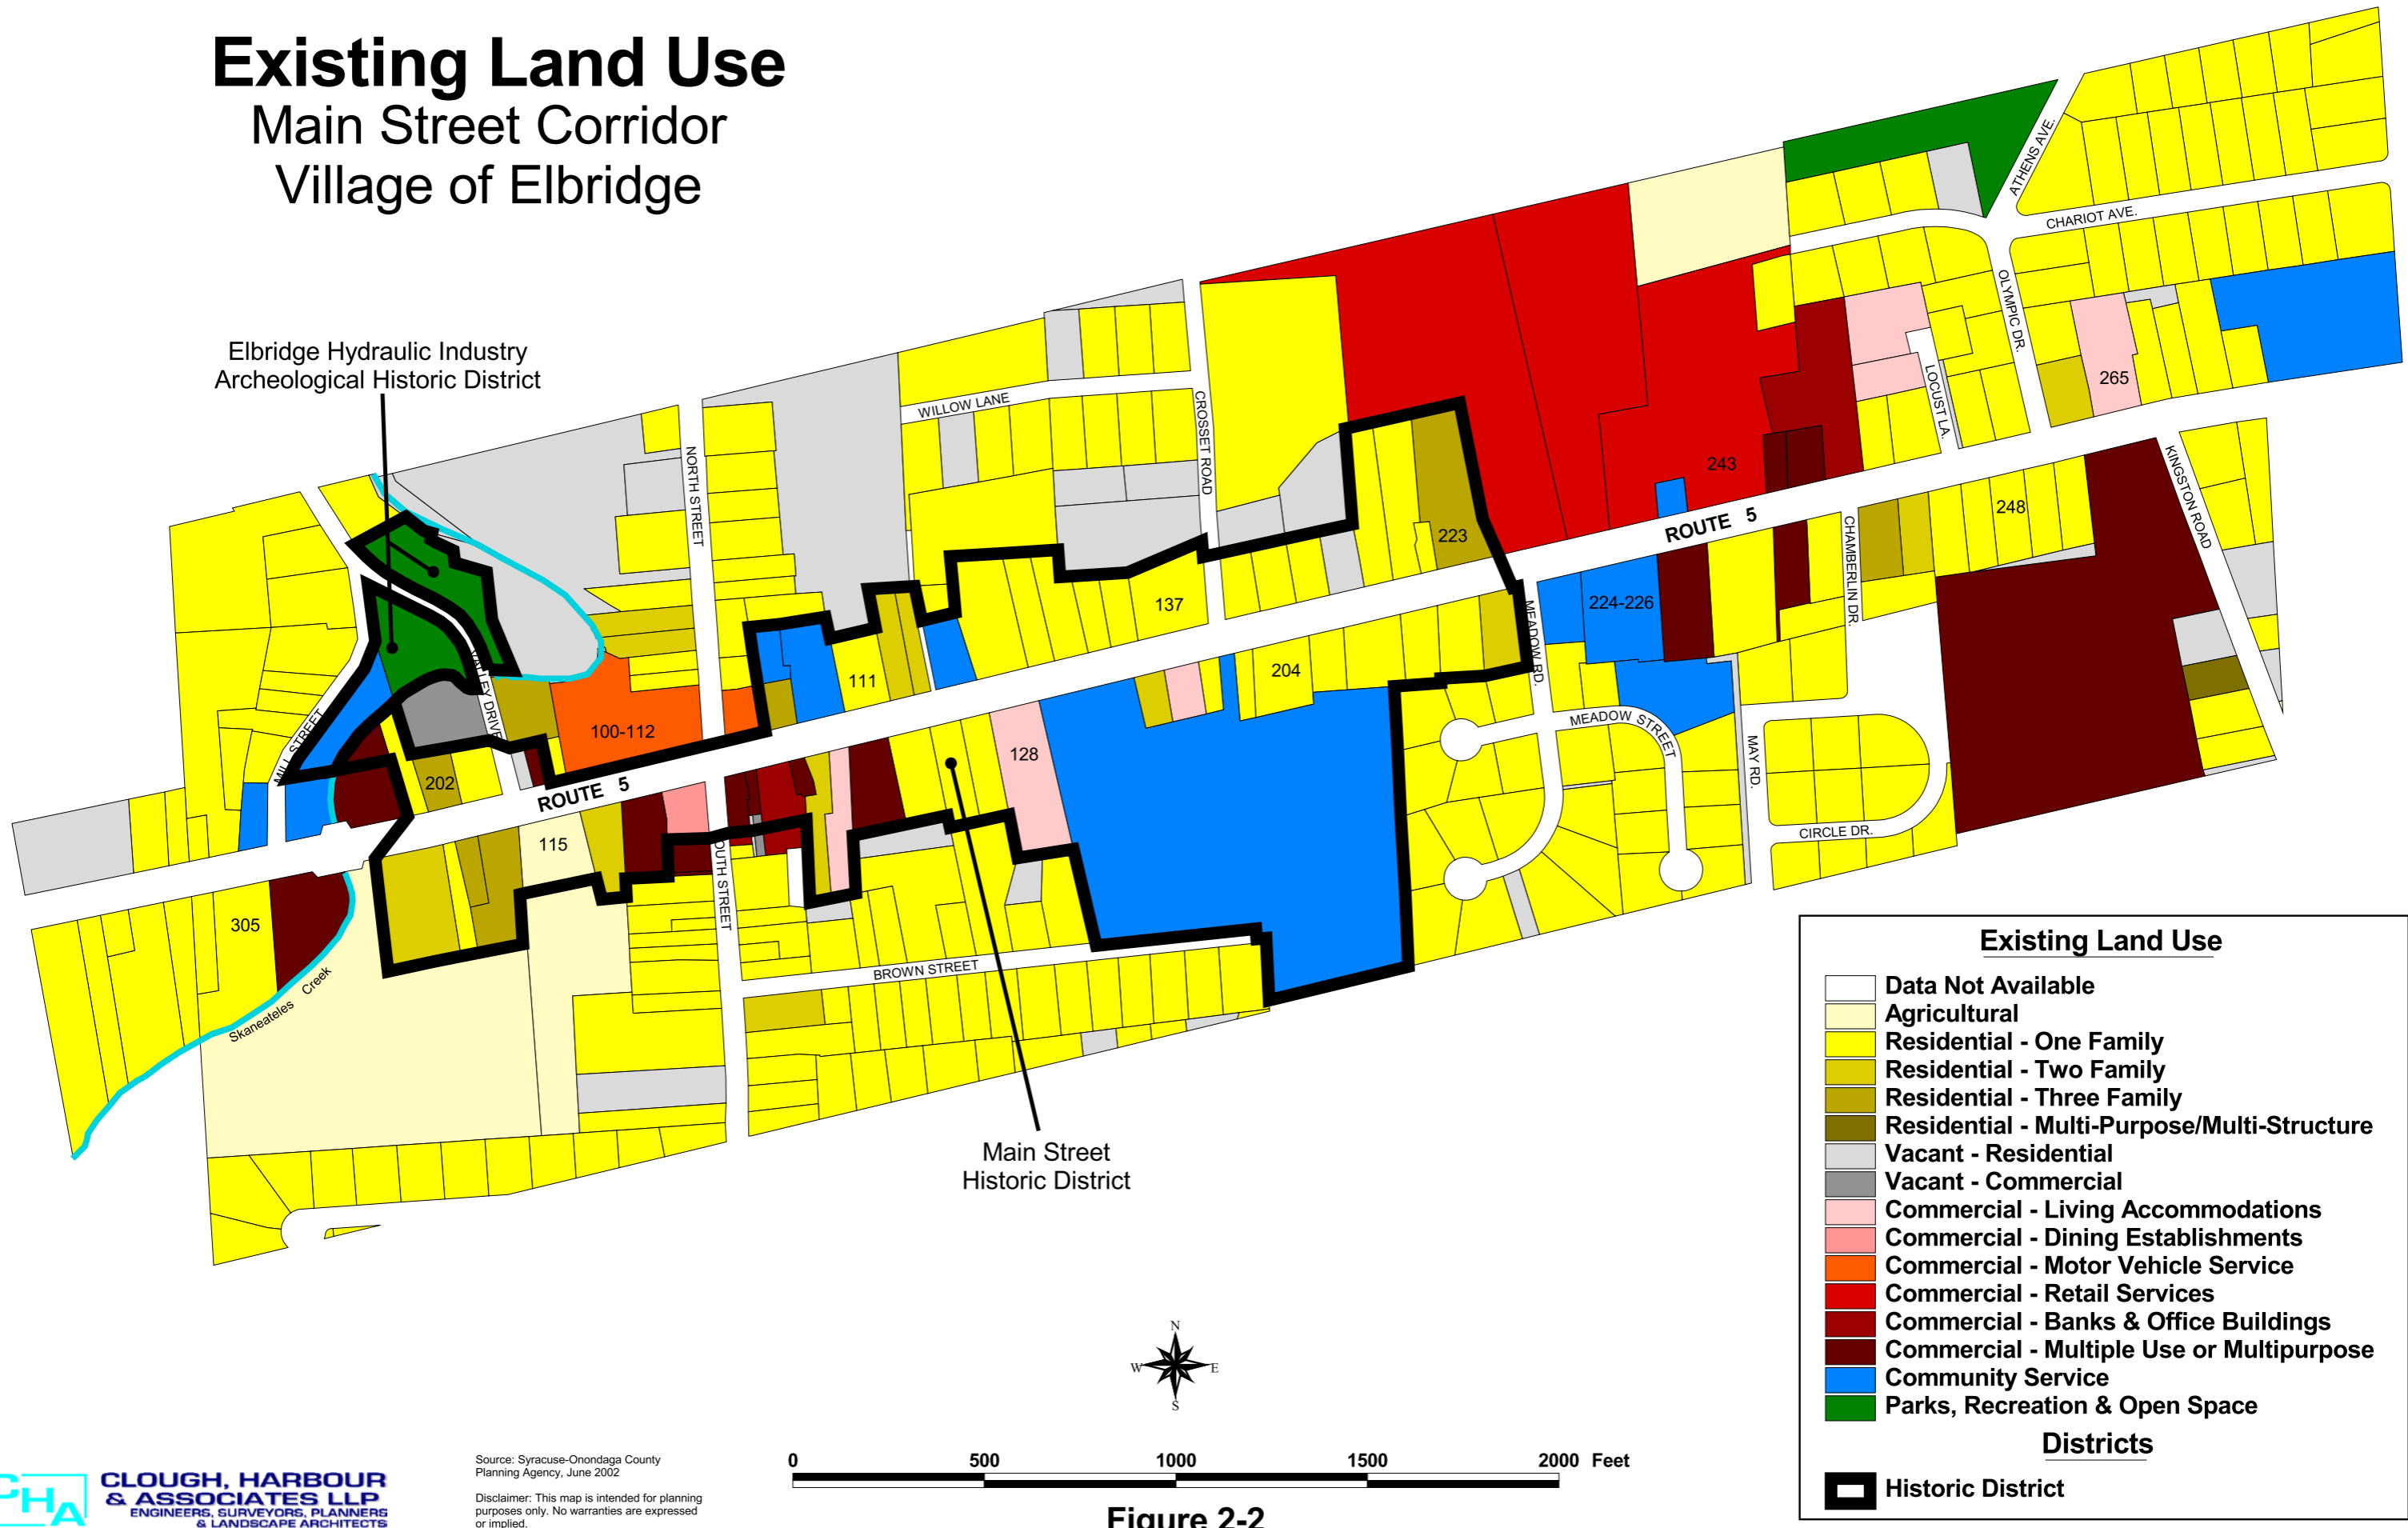 Existing Land Use
Main Street Corridor
Village of Elbridge
Elbridge Hydraulic Industry
Archeological Historic District
ATHENS AVE.
CHARIOT AVE.
OLYMPIC DR.
LOCUST LA.
265
WILLOW LANE
CROSSET ROAD
NORTH STREET
243
ROUTE 5
223
248
KINGSTON ROAD
CHAMBERLIN DR.
224-226
MEADOW RD.
137
204
111
VALLEY DRIVE
100-112
MILL STREET
202
ROUTE 5
128
115
MEADOW STREET
MAY RD.
CIRCLE DR.
OUTH STREET
305
BROWN STREET
Skaneateles Creek
Main Street
Historic District
Existing Land Use
Data Not Available
Agricultural
Residential - One Family
Residential - Two Family
Residential - Three Family
Residential - Multi-Purpose/Multi-Structure
Vacant - Residential
Vacant - Commercial
Commercial - Living Accommodations
Commercial - Dining Establishments
Commercial - Motor Vehicle Service
Commercial - Retail Services
Commercial - Banks & Office Buildings
Commercial - Multiple Use or Multipurpose
Community Service
Parks, Recreation & Open Space
Districts
Historic District
N
W E
S
0 500 1000 1500 2000 Feet
Figure 2-2
CHA
CLOUGH, HARBOUR
& ASSOCIATES LLP
ENGINEERS, SURVEYORS, PLANNERS
& LANDSCAPE ARCHITECTS
Source: Syracuse-Onondaga County
Planning Agency, June 2002
Disclaimer: This map is intended for planning
purposes only. No warranties are expressed
or implied.